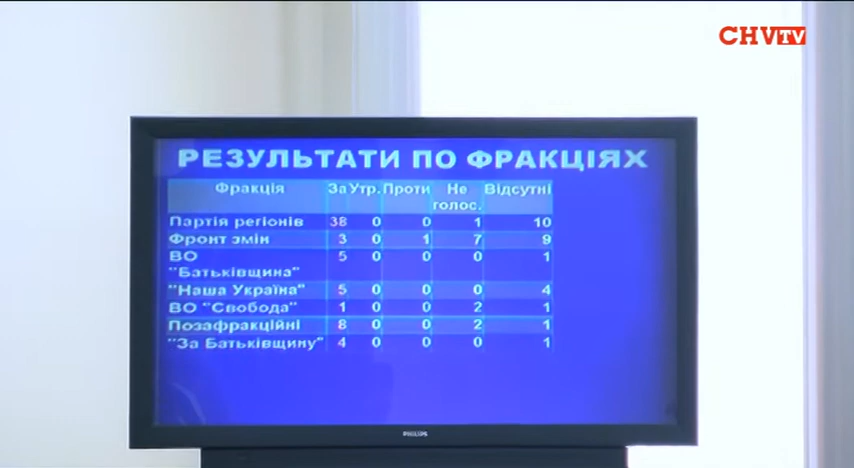 CHVTV
РЕЗУЛЬТАТИ ПО ФРАКЦІЯХ
Фракція За Утр. Проти Не голос. Відсутні
Партія регіонів 38 0 0 1 10
Фронт змін 3 0 1 7 9
ВО "Батьківщина" 5 0 0 0 1
"Наша Україна" 5 0 0 0 4
ВО "Свобода" 1 0 0 2 1
Позафракційні 8 0 0 2 1
"За Батьківщину" 4 0 0 0 1
PHILIPS